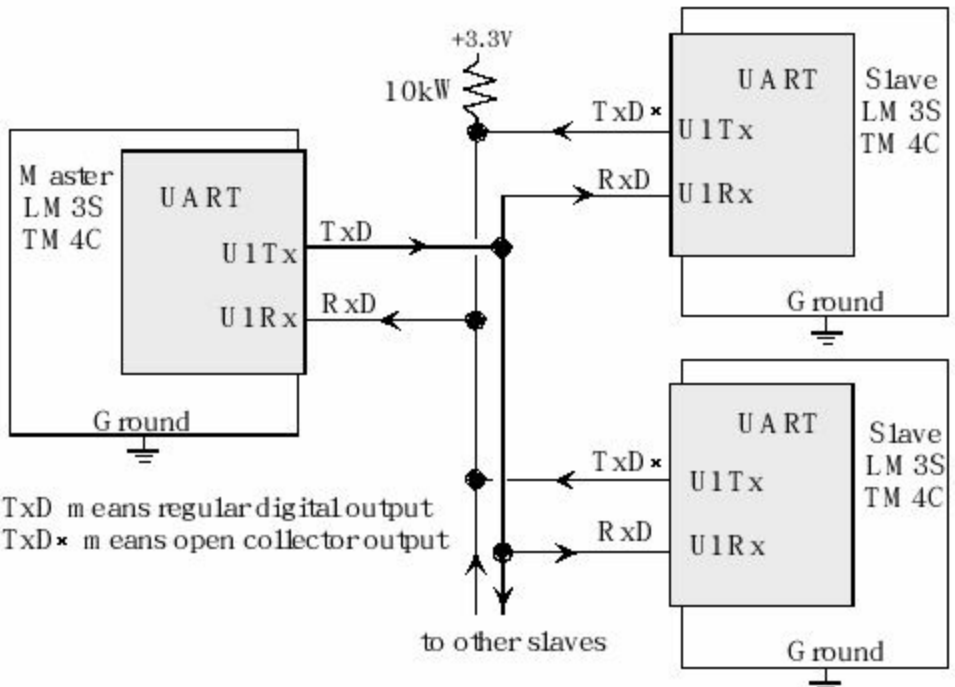 +3.3V
10kW
TxD*
UART
U1Tx
RxD
U1Rx
Slave
LM3S
TM4C
Ground
Master
LM3S
TM4C
UART
TxD
U1Tx
RxD
U1Rx
Ground
TxD*
UART
U1Tx
RxD
U1Rx
Slave
LM3S
TM4C
Ground
TxD means regular digital output
TxD* means open collector output
to other slaves